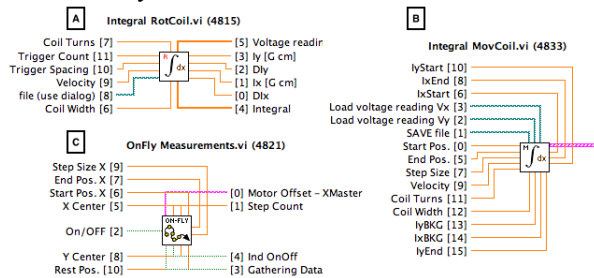 A
Integral RotCoil.vi (4815)
Coil Turns [7]
Trigger Count [11]
Trigger Spacing [10]
Velocity [9]
file (use dialog) [8]
Coil Width [6]
R
∫dx
[5] Voltage readin
[3] Iy [G cm]
[2] DIy
[1] Ix [G cm]
[0] DIx
[4] Integral
B
Integral MovCoil.vi (4833)
IyStart [10]
IxEnd [8]
IxStart [6]
Load voltage reading Vx [3]
Load voltage reading Vy [2]
SAVE file [1]
Start Pos. [0]
End Pos. [5]
Step Size [7]
Velocity [9]
Coil Turns [11]
Coil Width [12]
IyBKG [13]
IxBKG [14]
IyEnd [15]
M
∫dx
C
OnFly Measurements.vi (4821)
Step Size X [9]
End Pos. X [7]
Start Pos. X [6]
X Center [5]
On/OFF [2]
Y Center [8]
Rest Pos. [10]
ON-FLY
[0] Motor Offset - XMaster
[1] Step Count
[4] Ind OnOff
[3] Gathering Data